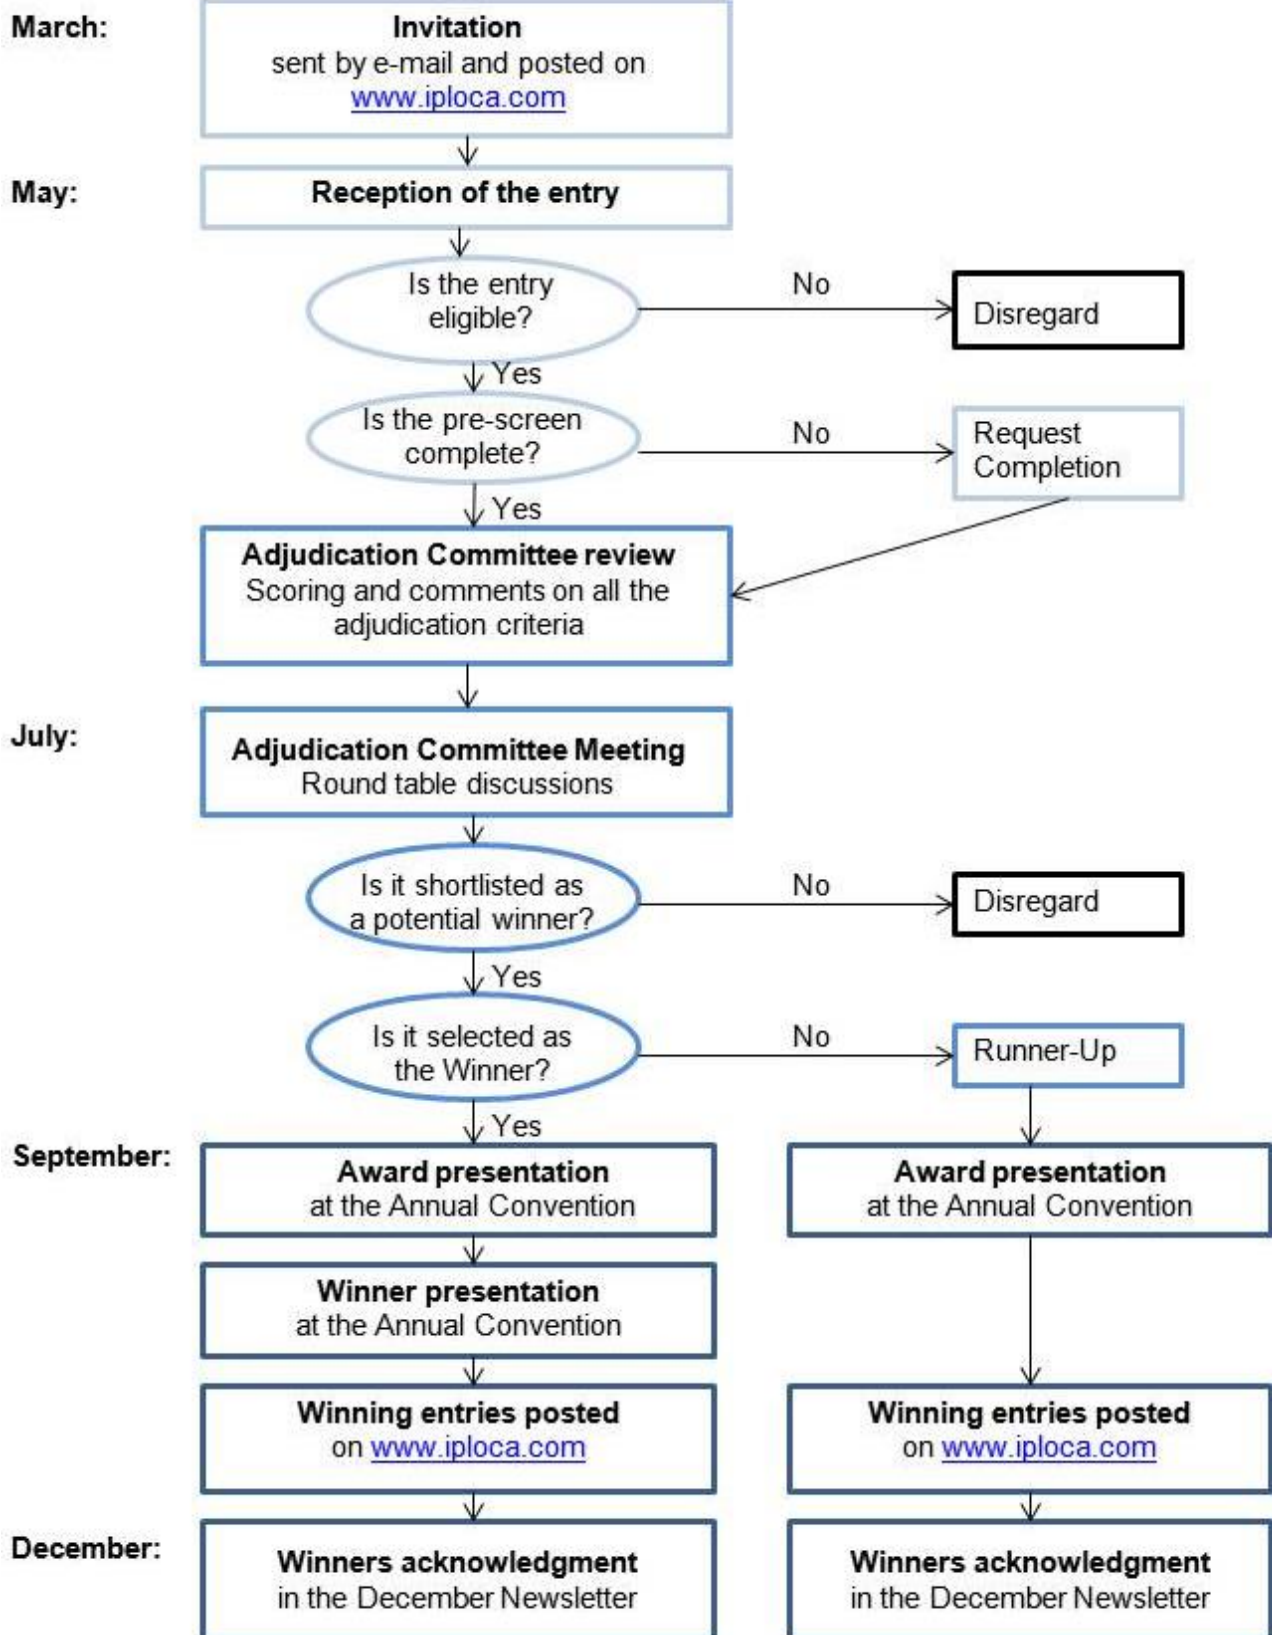 March:
Invitation
sent by e-mail and posted on
www.iploca.com
May:
Reception of the entry
Is the entry
eligible?
No
Disregard
Yes
Is the pre-screen
complete?
No
Request
Completion
Yes
Adjudication Committee review
Scoring and comments on all the
adjudication criteria
July:
Adjudication Committee Meeting
Round table discussions
Is it shortlisted as
a potential winner?
No
Disregard
Yes
Is it selected as
the Winner?
No
Runner-Up
Yes
September:
Award presentation
at the Annual Convention
Award presentation
at the Annual Convention
Winner presentation
at the Annual Convention
Winning entries posted
on www.iploca.com
Winning entries posted
on www.iploca.com
December:
Winners acknowledgment
in the December Newsletter
Winners acknowledgment
in the December Newsletter